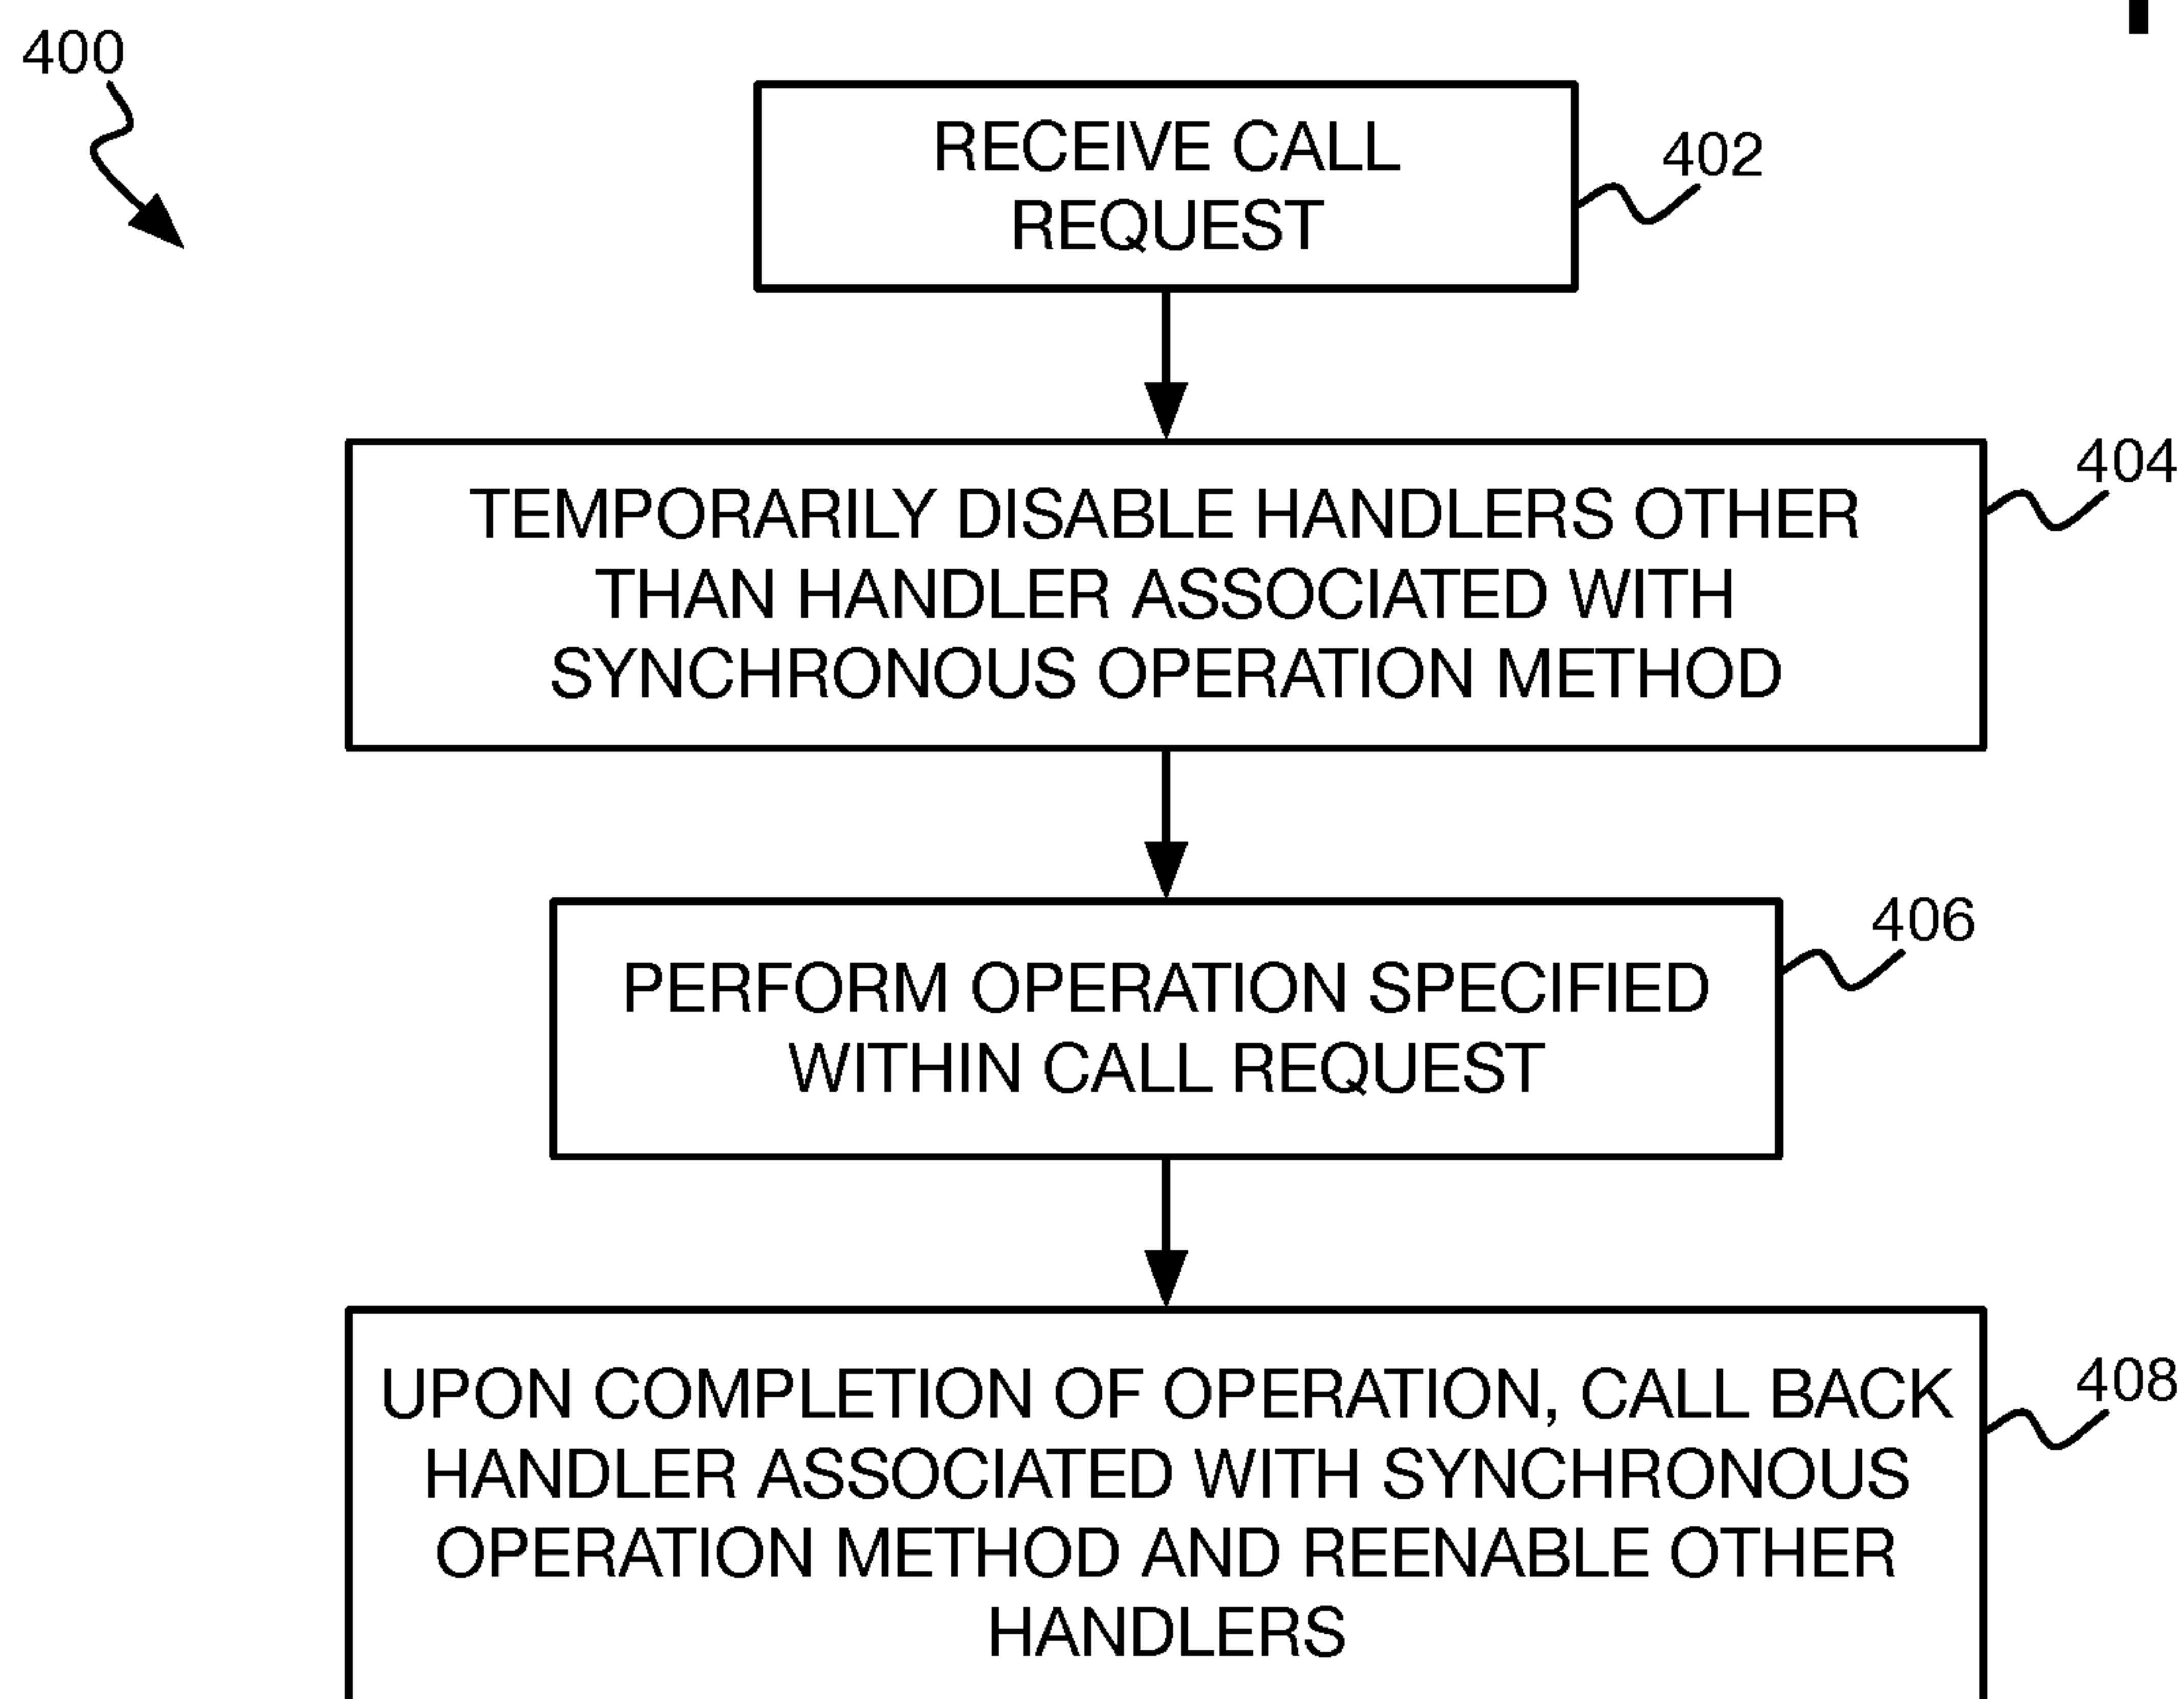 400
RECEIVE CALL
REQUEST
402
TEMPORARILY DISABLE HANDLERS OTHER
THAN HANDLER ASSOCIATED WITH
SYNCHRONOUS OPERATION METHOD
404
PERFORM OPERATION SPECIFIED
WITHIN CALL REQUEST
406
UPON COMPLETION OF OPERATION, CALL BACK
HANDLER ASSOCIATED WITH SYNCHRONOUS
OPERATION METHOD AND REENABLE OTHER
HANDLERS
408